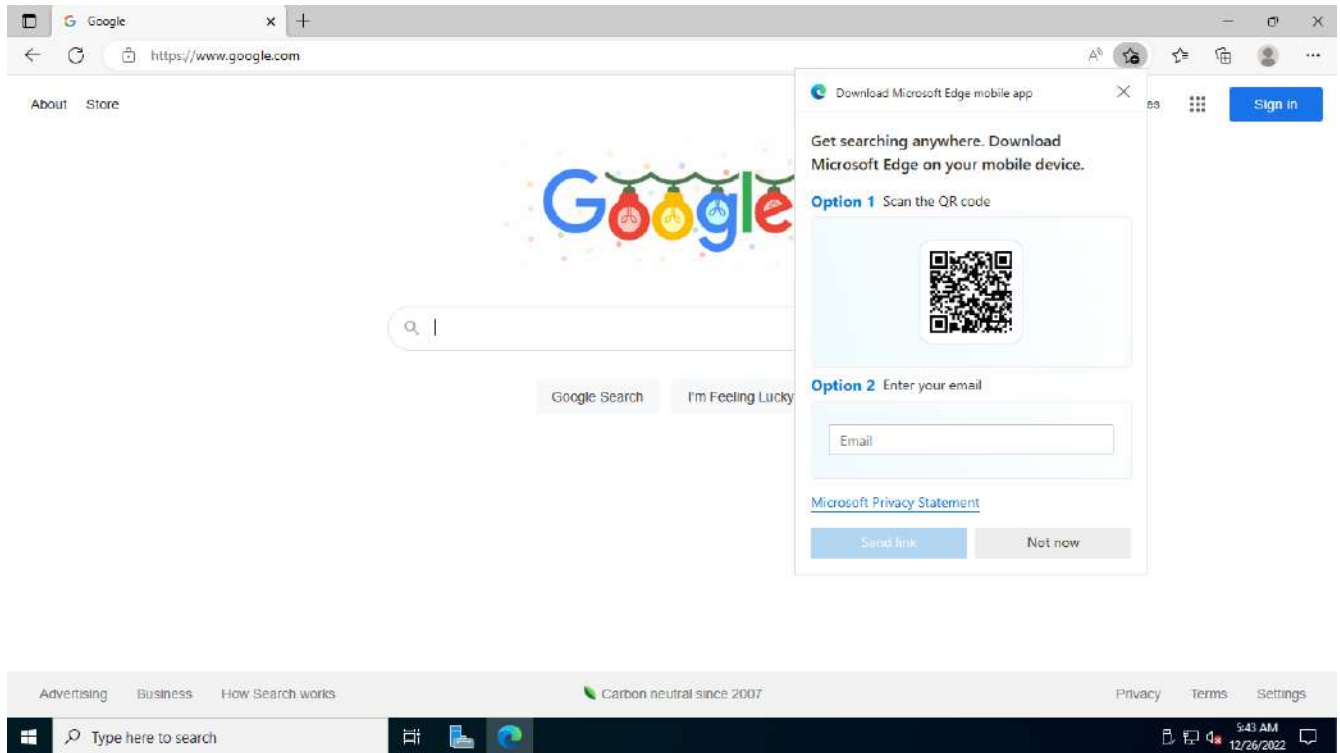 Google
https://www.google.com
About Store
Sign in
Download Microsoft Edge mobile app
Get searching anywhere. Download
Microsoft Edge on your mobile device.
Option 1 Scan the QR code
Google
Option 2 Enter your email
Google Search I'm Feeling Lucky
Email
Microsoft Privacy Statement
Send link Not now
Advertising Business How Search works Carbon neutral since 2007 Privacy Terms Settings
Type here to search
5:43 AM
12/26/2022